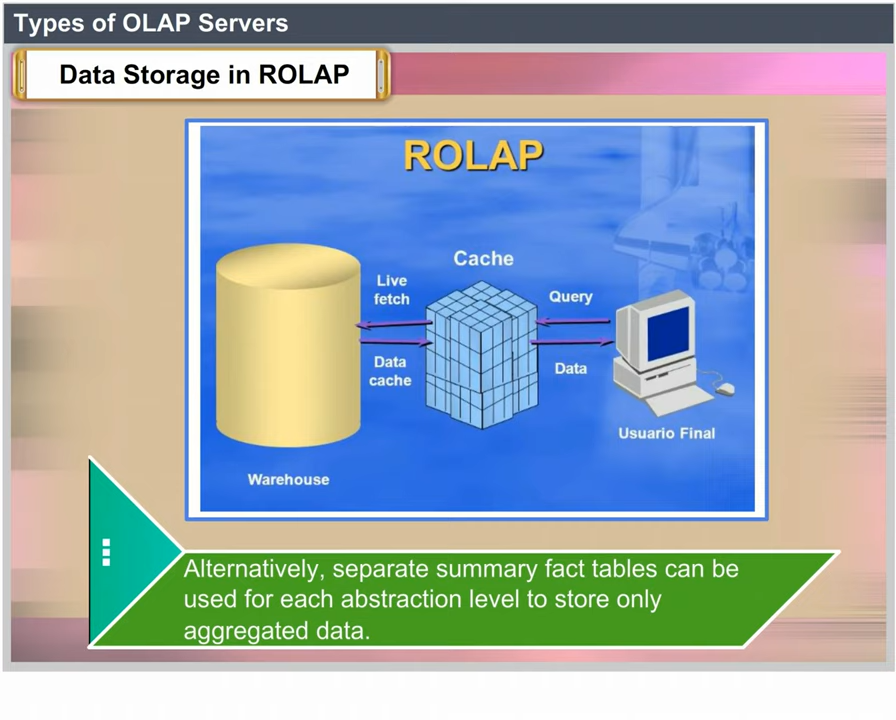 Types of OLAP Servers
Data Storage in ROLAP
ROLAP
Cache
Live
fetch
Query
Data
cache
Data
Usuario Final
Warehouse
Alternatively, separate summary fact tables can be
used for each abstraction level to store only
aggregated data.